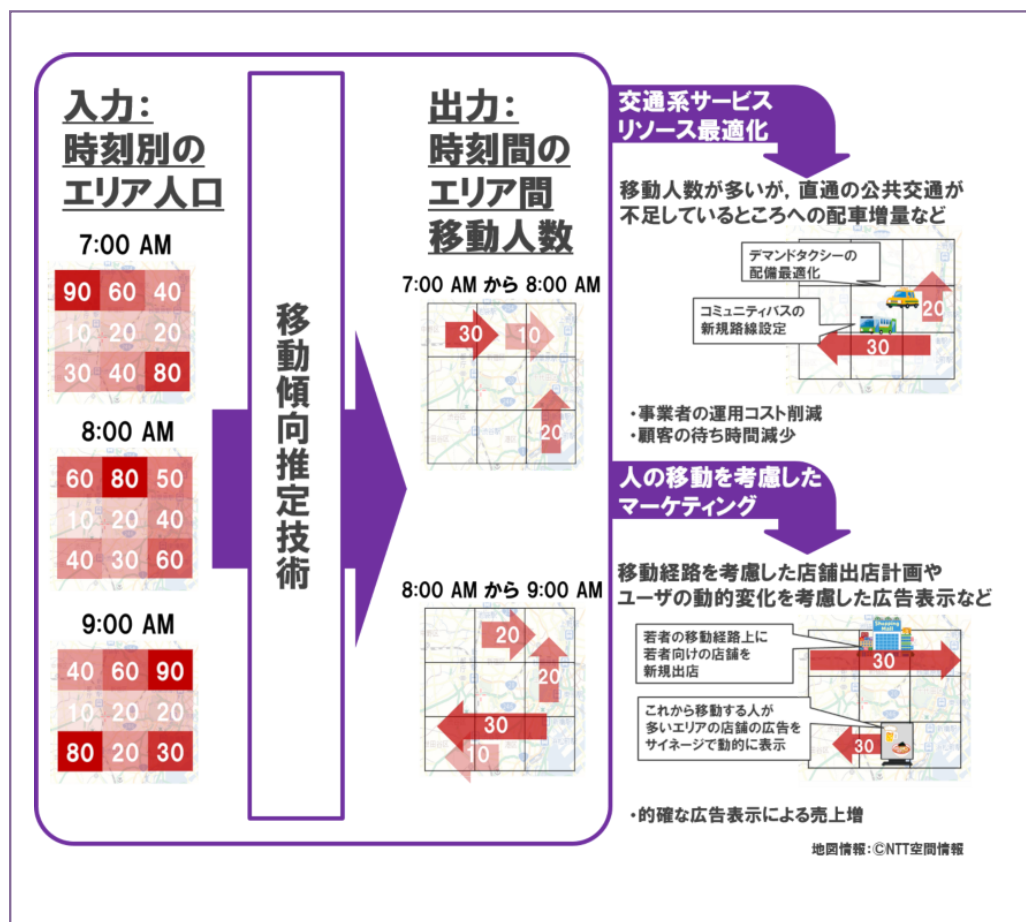 入力：
時刻別の
エリア人口
7:00 AM
90 60 40
10 20 20
30 40 80
8:00 AM
60 80 50
10 20 40
40 30 60
9:00 AM
40 60 90
10 20 20
80 20 30
移動傾向推定技術
出力：
時刻間の
エリア間
移動人数
7:00 AM から 8:00 AM
30 10
20
8:00 AM から 9:00 AM
20
20
30
10
交通系サービス
リソース最適化
移動人数が多いが，直通の公共交通が
不足しているところへの配車増量など
デマンドタクシーの
配備最適化
20
コミュニティバスの
新規路線設定
30
・事業者の運用コスト削減
・顧客の待ち時間減少
人の移動を考慮した
マーケティング
移動経路を考慮した店舗出店計画や
ユーザの動的変化を考慮した広告表示など
Shopping
Mall
若者の移動経路上に
若者向けの店舗を
新規出店
30
これから移動する人が
多いエリアの店舗の広告を
サイネージで動的に表示
30
・的確な広告表示による売上増
地図情報：ⒸNTT空間情報